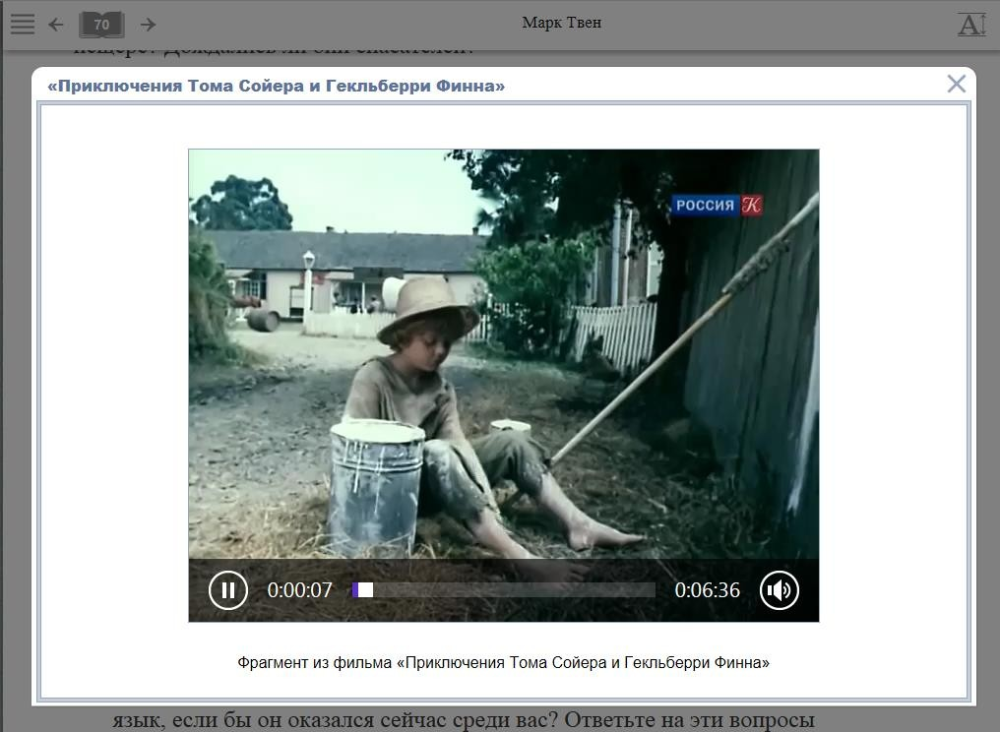 70
Марк Твен
пещере? Дождались ли они спасателей?
«Приключения Тома Сойера и Гекльберри Финна»
РОССИЯ К
0:00:07
0:06:36
Фрагмент из фильма «Приключения Тома Сойера и Гекльберри Финна»
язык, если бы он оказался сейчас среди вас? Ответьте на эти вопросы